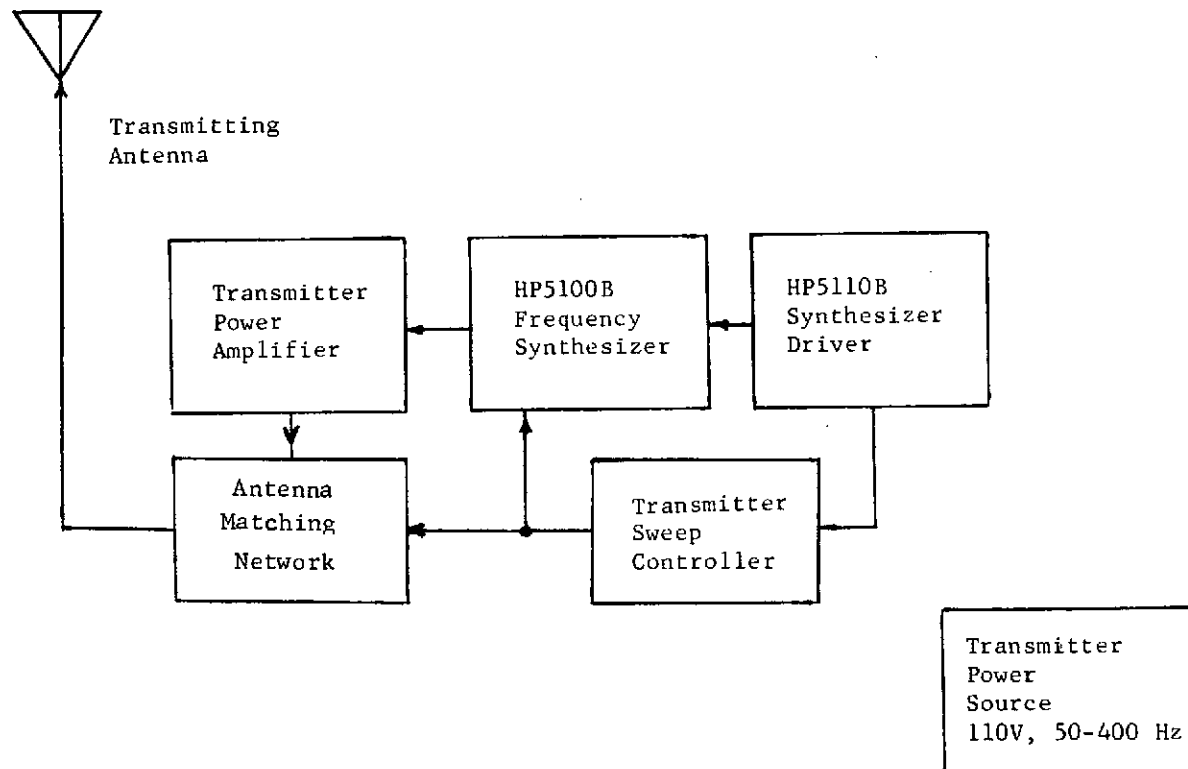 Transmitting
Antenna
Transmitter
Power
Amplifier
HP5100B
Frequency
Synthesizer
HP5110B
Synthesizer
Driver
Antenna
Matching
Network
Transmitter
Sweep
Controller
Transmitter
Power
Source
110V, 50-400 Hz